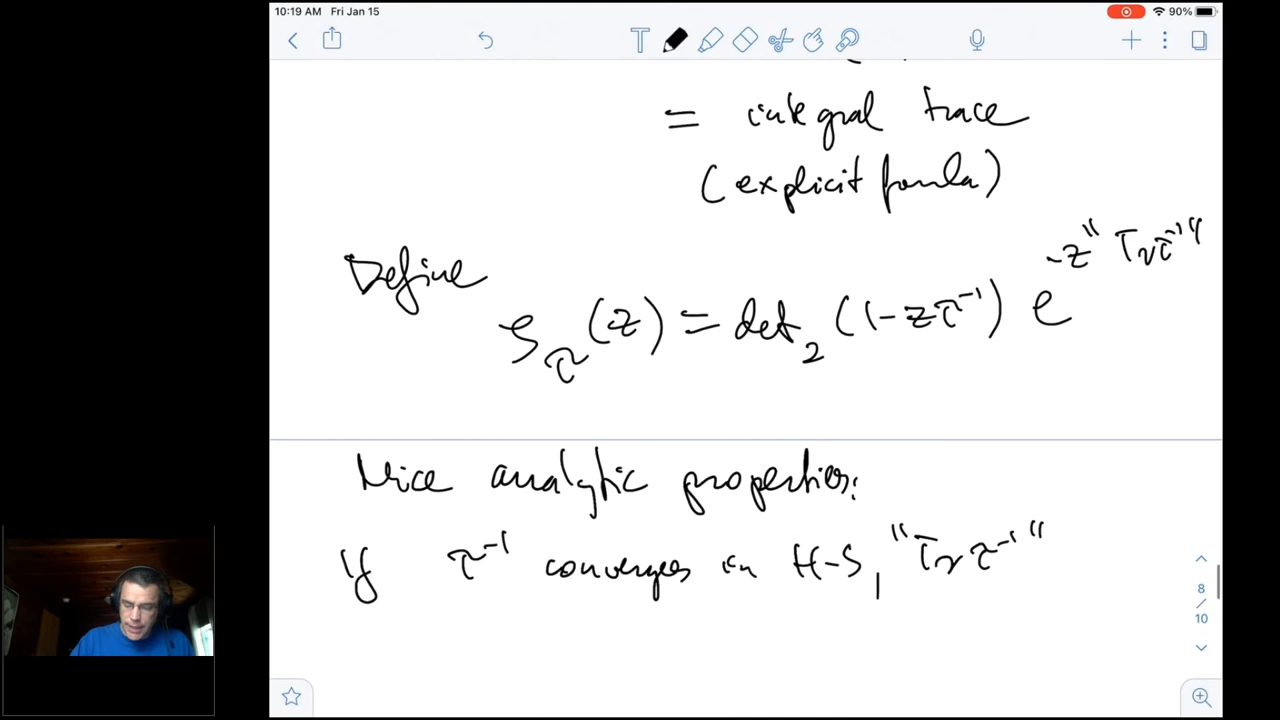 10:19 AM Fri Jan 15
90%
= integral trace
(explicit formula)
Define
ζ_τ(z) = det₂ (1 - zτ⁻¹) e^{-z "Tr τ⁻¹"}
Nice analytic properties:
If τ⁻¹ converges in H-S, "Tr τ⁻¹"
8
/
10